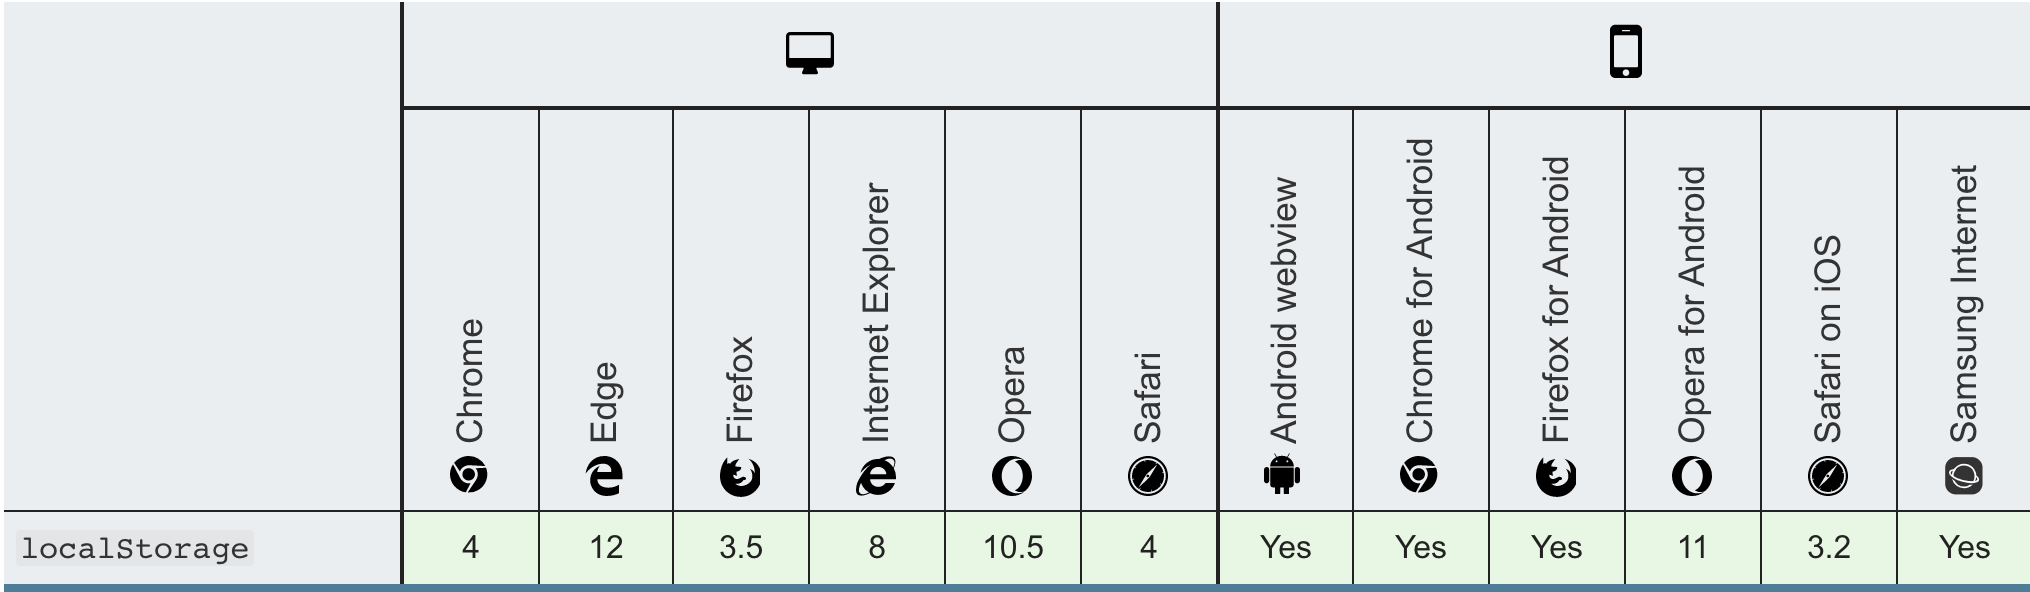 Chrome
Edge
Firefox
Internet Explorer
Opera
Safari
Android webview
Chrome for Android
Firefox for Android
Opera for Android
Safari on iOS
Samsung Internet
localStorage 4 12 3.5 8 10.5 4 Yes Yes Yes 11 3.2 Yes